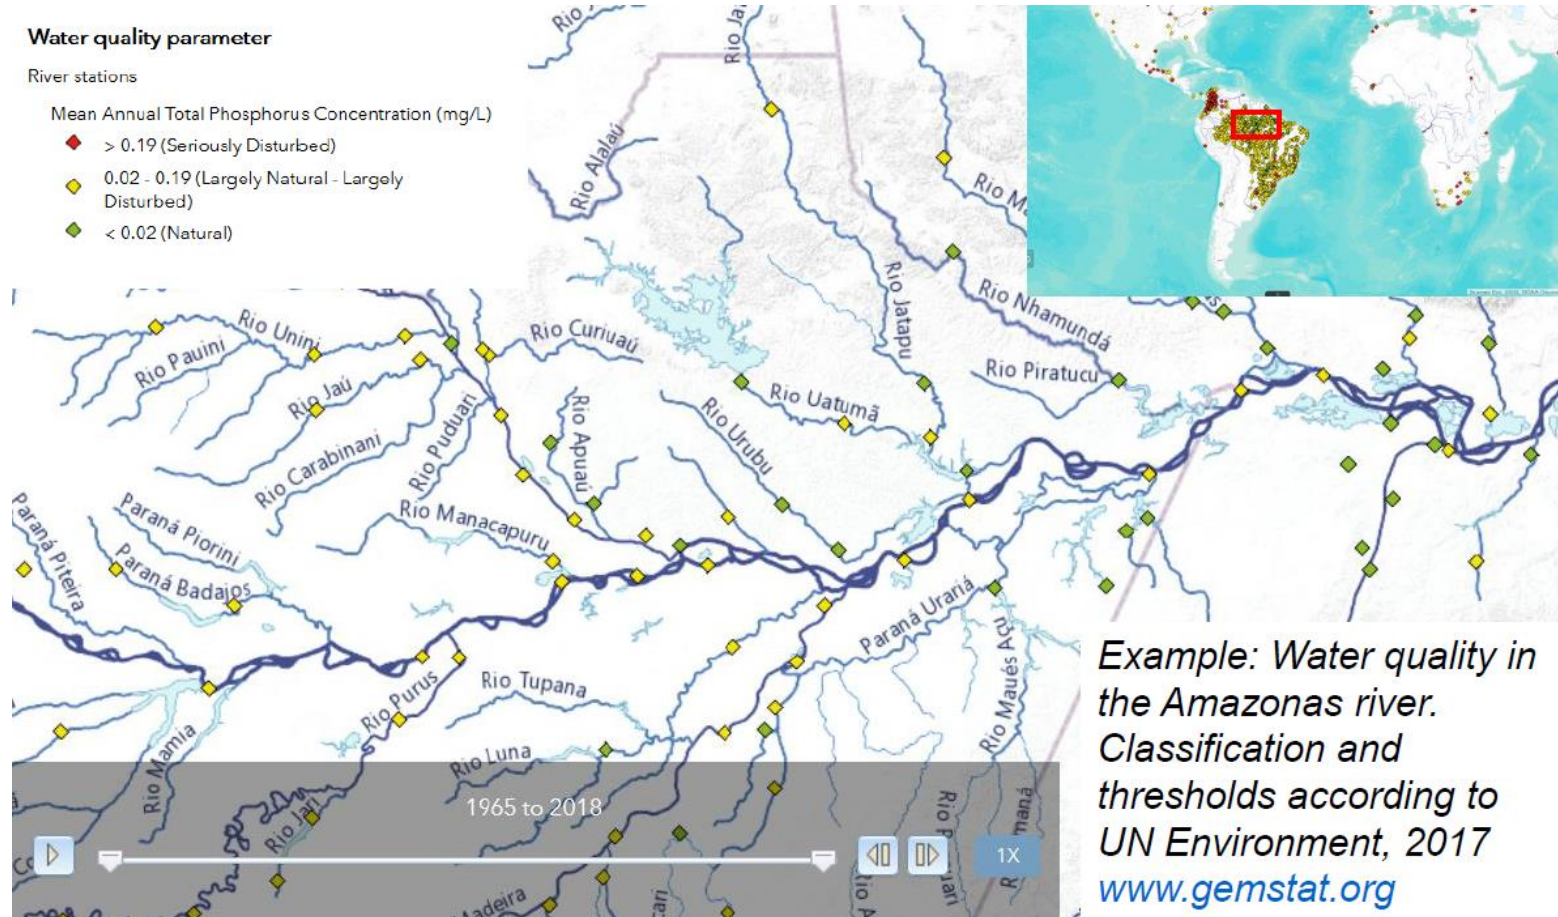 Water quality parameter
River stations
Mean Annual Total Phosphorus Concentration (mg/L)
> 0.19 (Seriously Disturbed)
0.02 - 0.19 (Largely Natural - Largely
Disturbed)
< 0.02 (Natural)
Rio Alalaú
Rio Jatapu
Rio Nhamundá
Rio Piratucu
Rio Curiuaú
Rio Unini
Rio Pauini
Rio Jaú
Rio Carabinani
Rio Puduari
Rio Apuaú
Rio Urubu
Rio Uatumã
Rio Manacapuru
Paraná Piorini
Paraná Badajos
Paraná Piteira
Paraná Urariá
Rio Maués Açu
Rio Purus
Rio Tupana
Rio Luna
Rio Mamia
Rio Jari
Madeira
1965 to 2018
1X
Example: Water quality in
the Amazonas river.
Classification and
thresholds according to
UN Environment, 2017
www.gemstat.org